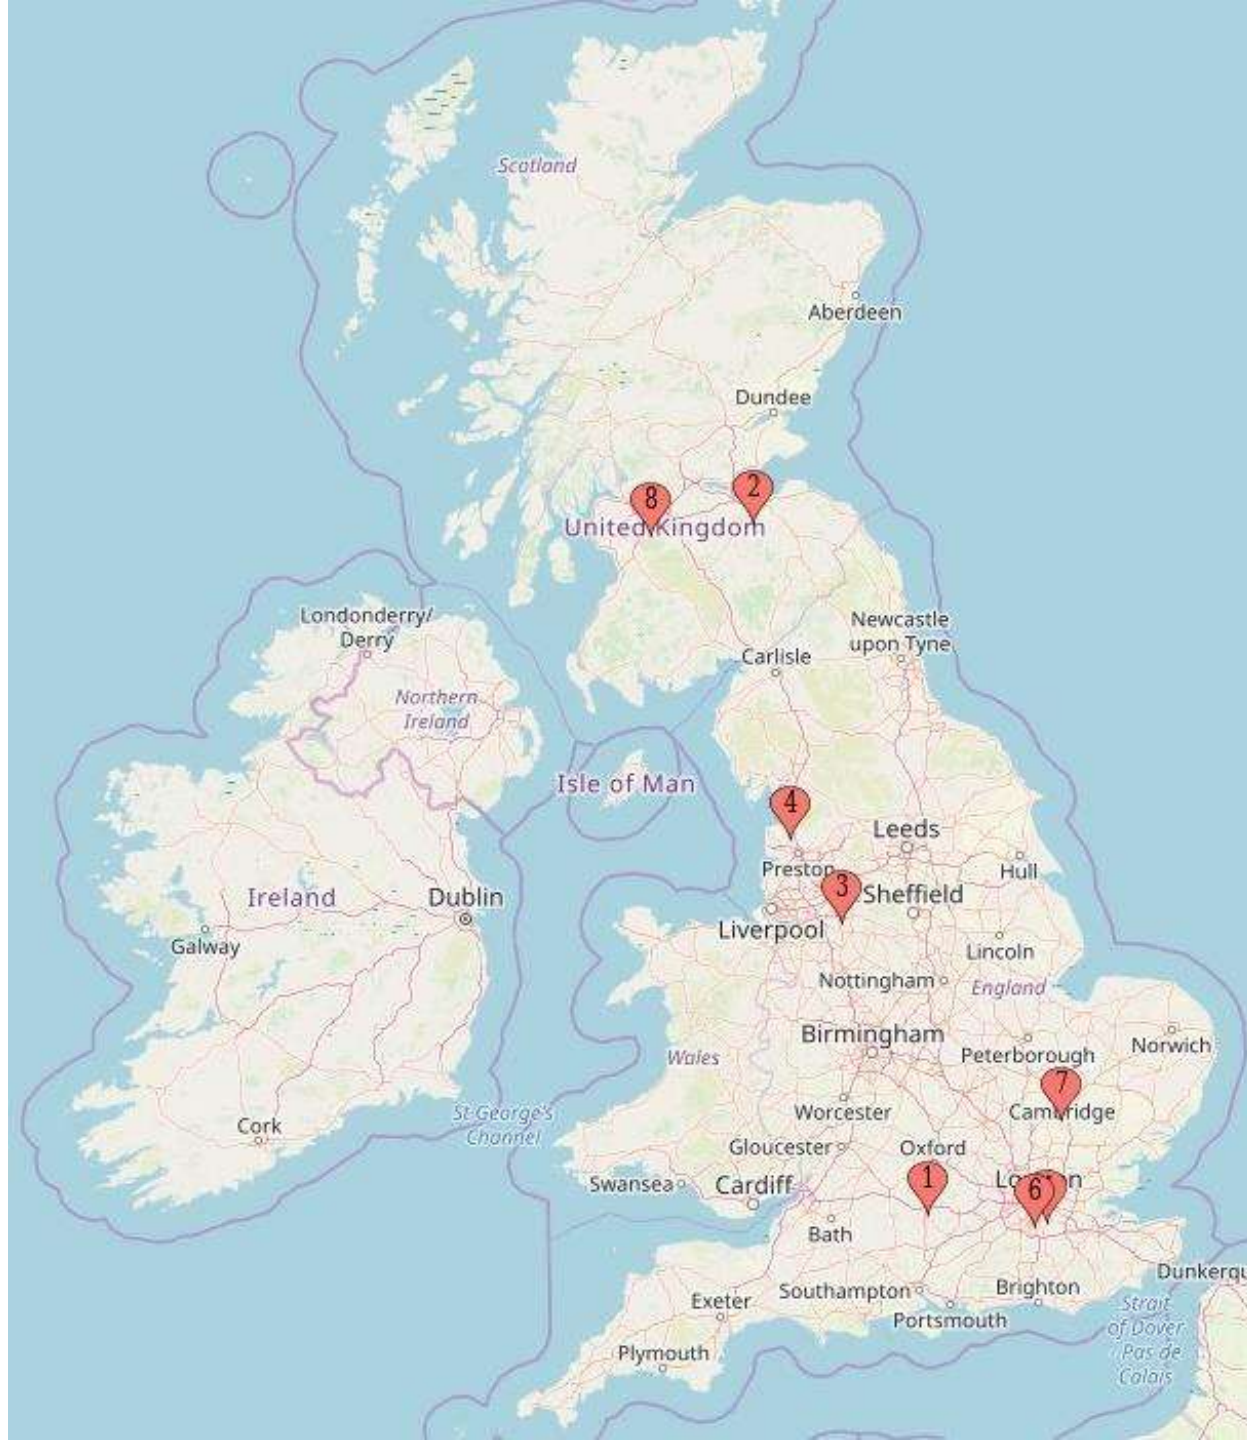 Scotland
Aberdeen
Dundee
2
8
United Kingdom
Londonderry/
Derry
Newcastle
upon Tyne
Carlisle
Northern
Ireland
Isle of Man
4
Leeds
Preston
Hull
3
Sheffield
Ireland
Dublin
Liverpool
Galway
Lincoln
Nottingham
England
Birmingham
Norwich
Peterborough
Wales
7
Cambridge
Worcester
St George's
Channel
Cork
Gloucester
Oxford
1
London
6
Swansea
Cardiff
Bath
Dunkerqu
Southampton
Brighton
Exeter
Portsmouth
Strait
of Dover
- Pas de
Calais
Plymouth